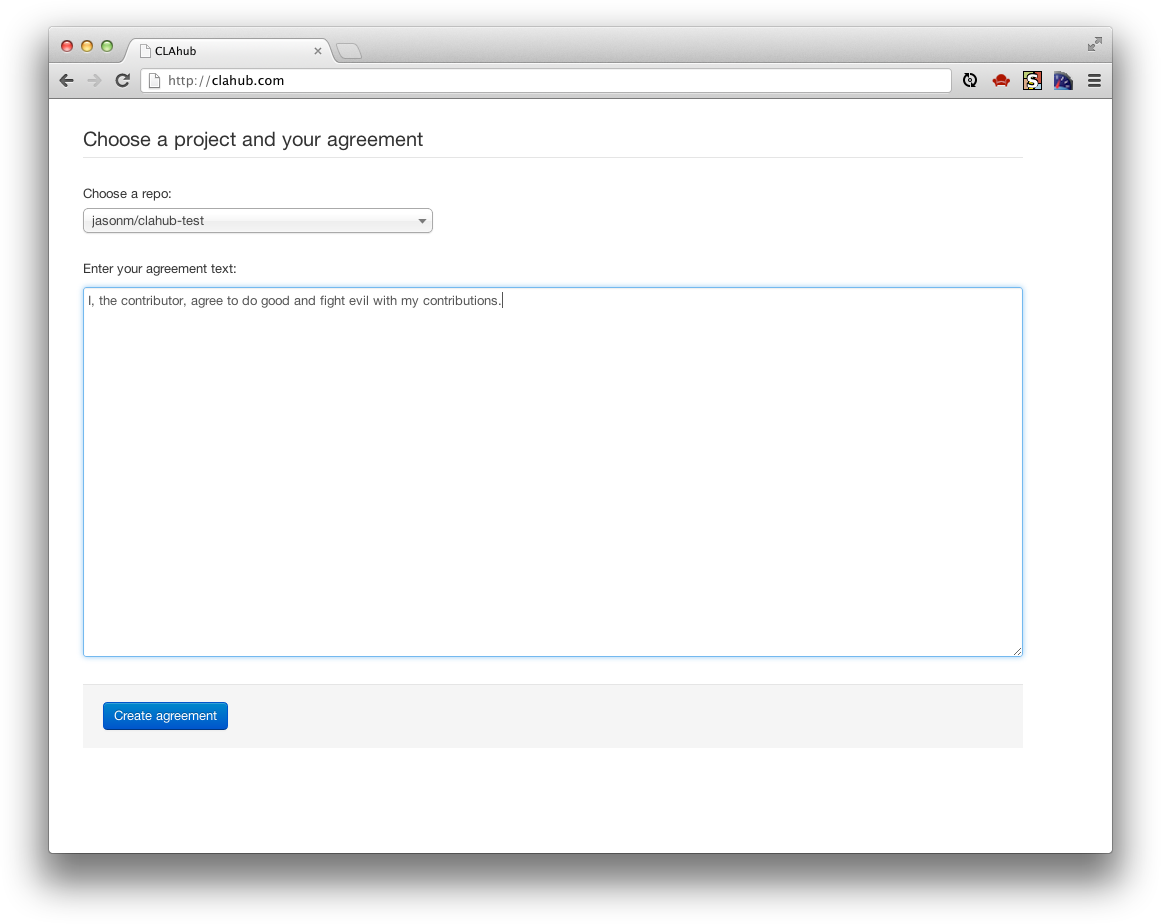 CLAhub
http://clahub.com
Choose a project and your agreement
Choose a repo:
jasonm/clahub-test
Enter your agreement text:
I, the contributor, agree to do good and fight evil with my contributions.
Create agreement